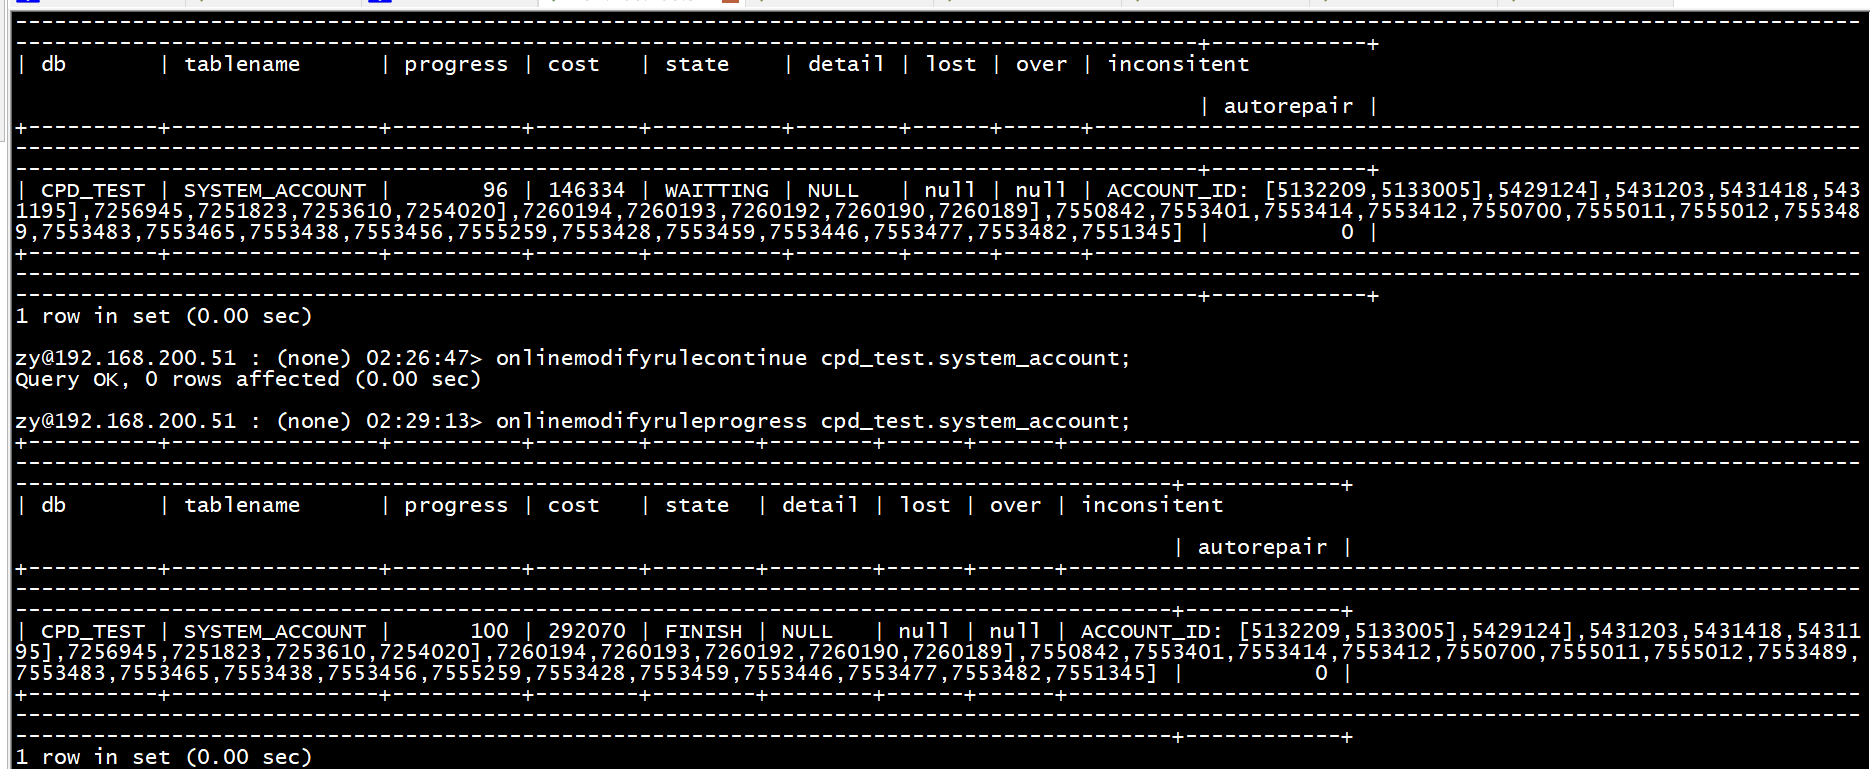 | db | tablename | progress | cost | state | detail | lost | over | inconsitent
| autorepair |
| CPD_TEST | SYSTEM_ACCOUNT | 96 | 146334 | WAITTING | NULL | null | null | ACCOUNT_ID: [5132209,5133005],5429124],5431203,5431418,543
1195],7256945,7251823,7253610,7254020],7260194,7260193,7260192,7260190,7260189],7550842,7553401,7553414,7553412,7550700,7555011,7555012,755348
9,7553483,7553465,7553438,7553456,7555259,7553428,7553459,7553446,7553477,7553482,7551345] | 0 |
1 row in set (0.00 sec)
zy@192.168.200.51 : (none) 02:26:47> onlinemodifyrulecontinue cpd_test.system_account;
Query OK, 0 rows affected (0.00 sec)
zy@192.168.200.51 : (none) 02:29:13> onlinemodifyruleprogress cpd_test.system_account;
| db | tablename | progress | cost | state | detail | lost | over | inconsitent
| autorepair |
| CPD_TEST | SYSTEM_ACCOUNT | 100 | 292070 | FINISH | NULL | null | null | ACCOUNT_ID: [5132209,5133005],5429124],5431203,5431418,54311
95],7256945,7251823,7253610,7254020],7260194,7260193,7260192,7260190,7260189],7550842,7553401,7553414,7553412,7550700,7555011,7555012,7553489,
7553483,7553465,7553438,7553456,7555259,7553428,7553459,7553446,7553477,7553482,7551345] | 0 |
1 row in set (0.00 sec)